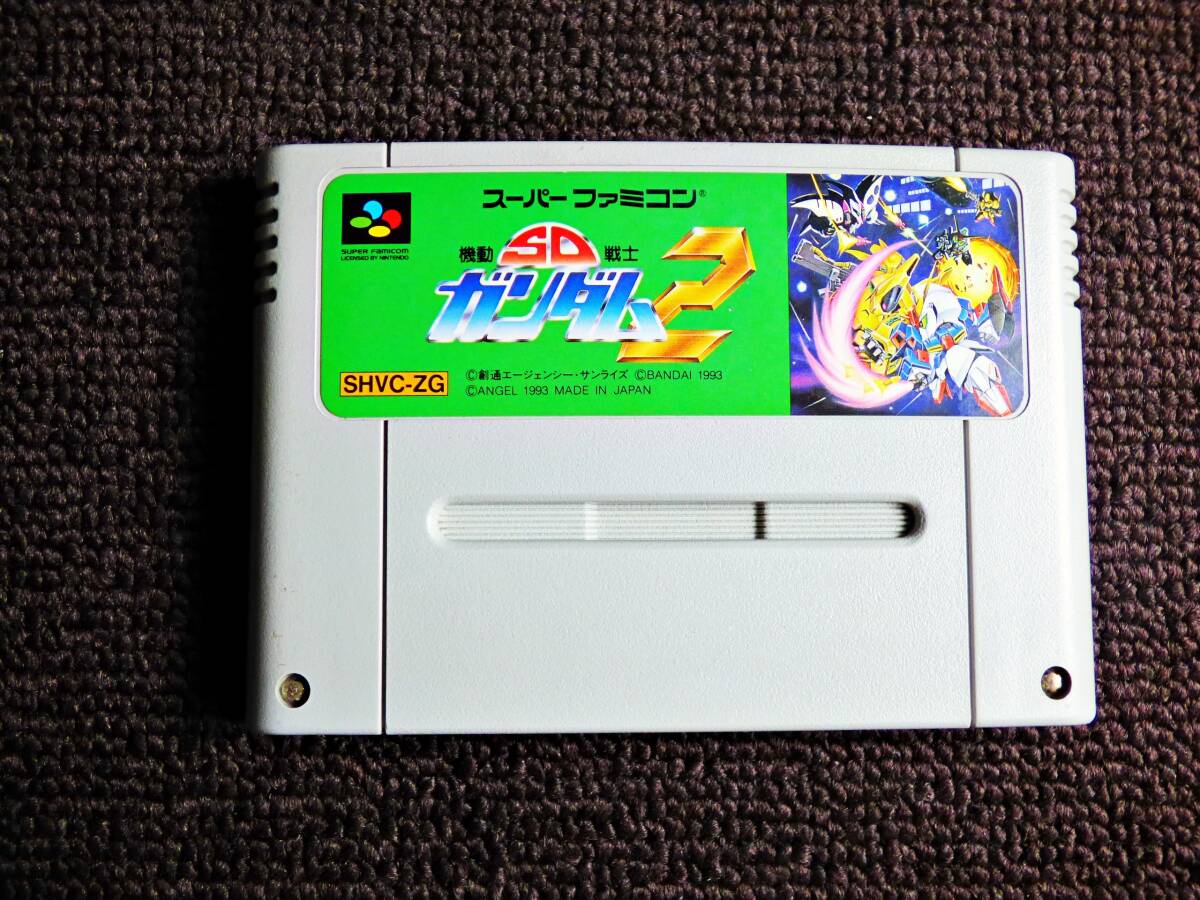 スーパーファミコン®
SUPER FAMICOM
LICENSED BY NINTENDO
機動 SD 戦士
ガンダム2
SHVC-ZG
©創通エージェンシー・サンライズ ©BANDAI 1993
©ANGEL 1993 MADE IN JAPAN